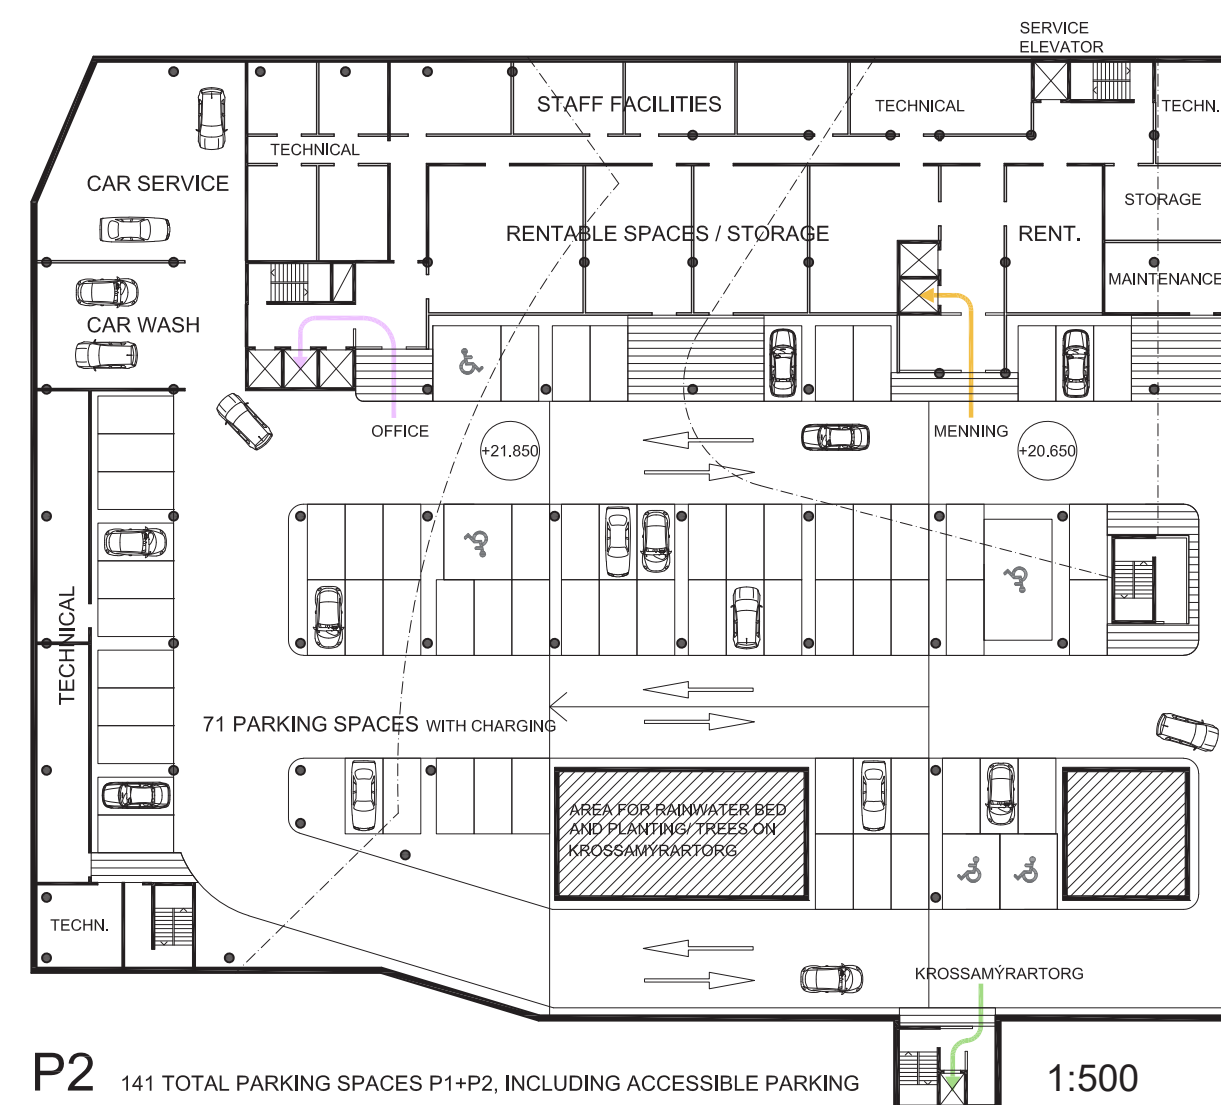 SERVICE
ELEVATOR
STAFF FACILITIES
TECHNICAL
TECHN.
TECHNICAL
CAR SERVICE
STORAGE
RENTABLE SPACES / STORAGE
RENT.
MAINTENANCE
CAR WASH
OFFICE
MENNING
+21.850
+20.650
TECHNICAL
71 PARKING SPACES WITH CHARGING
AREA FOR RAINWATER BED
AND PLANTING/ TREES ON
KROSSAMYRARTORG
TECHN.
KROSSAMÝRARTORG
P2 141 TOTAL PARKING SPACES P1+P2, INCLUDING ACCESSIBLE PARKING
1:500